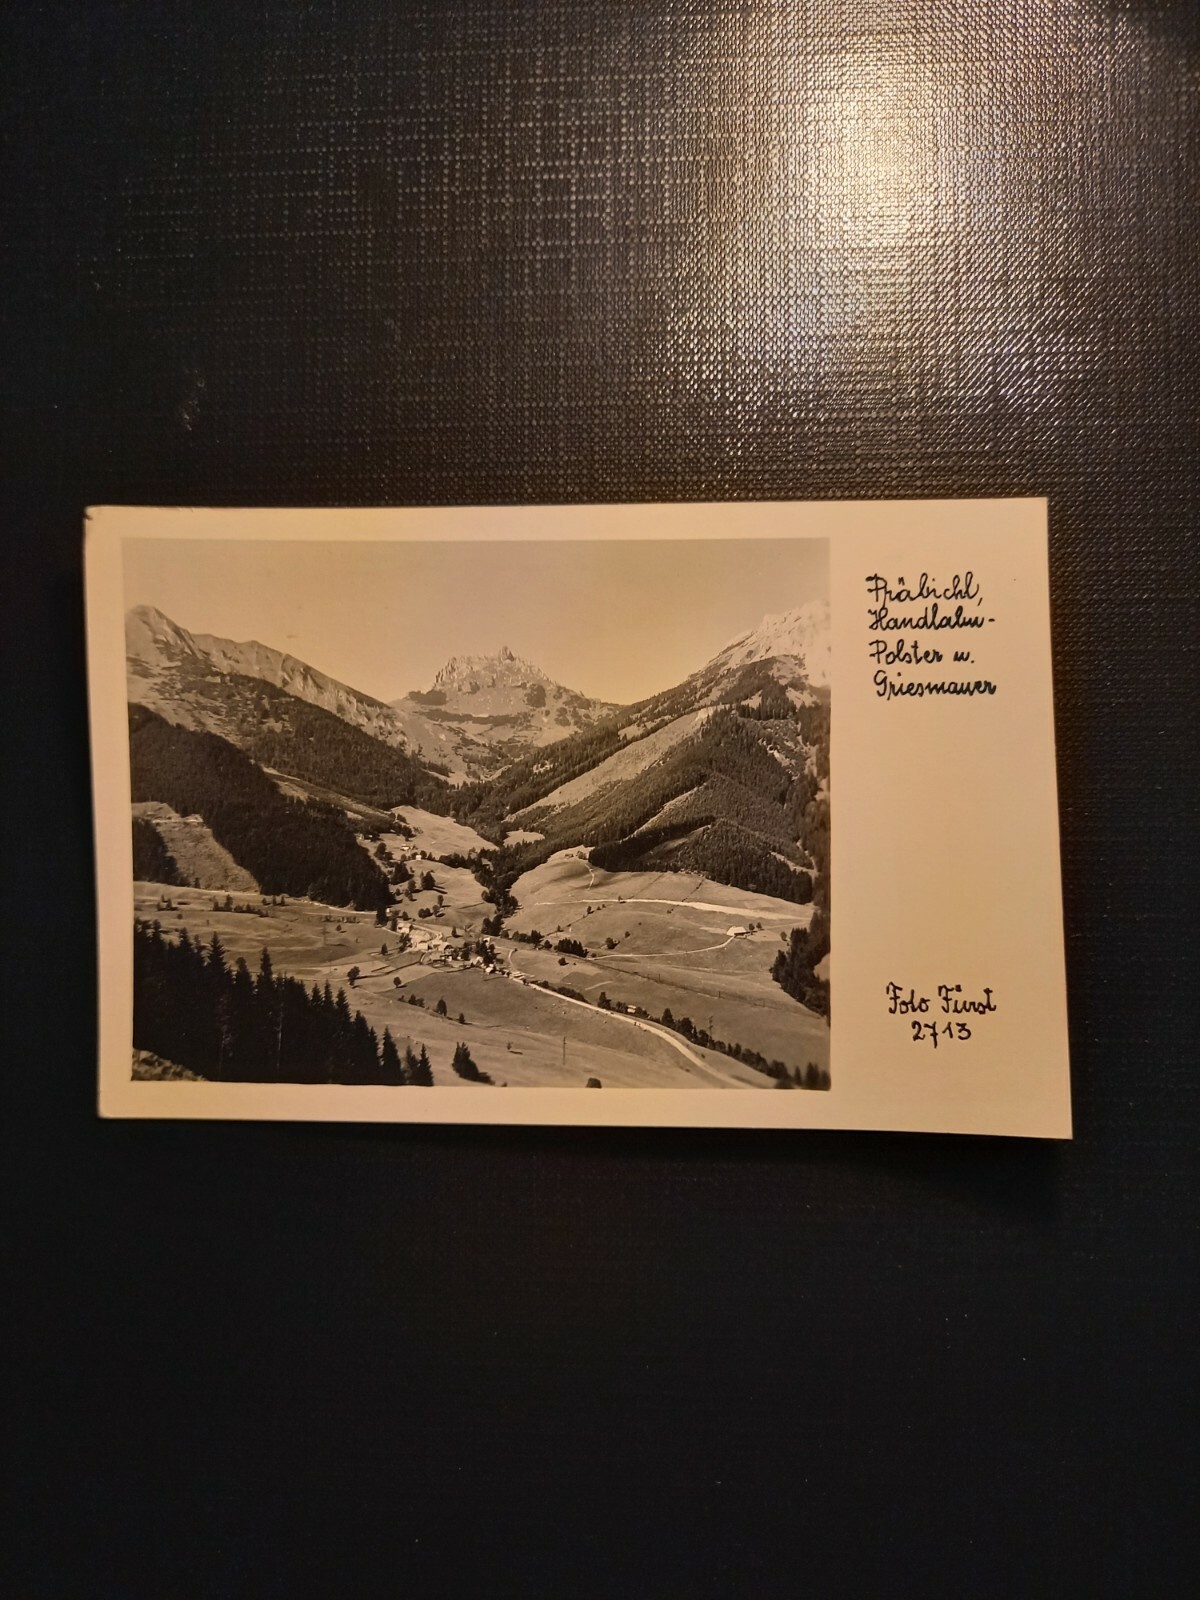 Präbichl,
Handlalm-
Polster u.
Griesmauer
Foto Fürst
2713